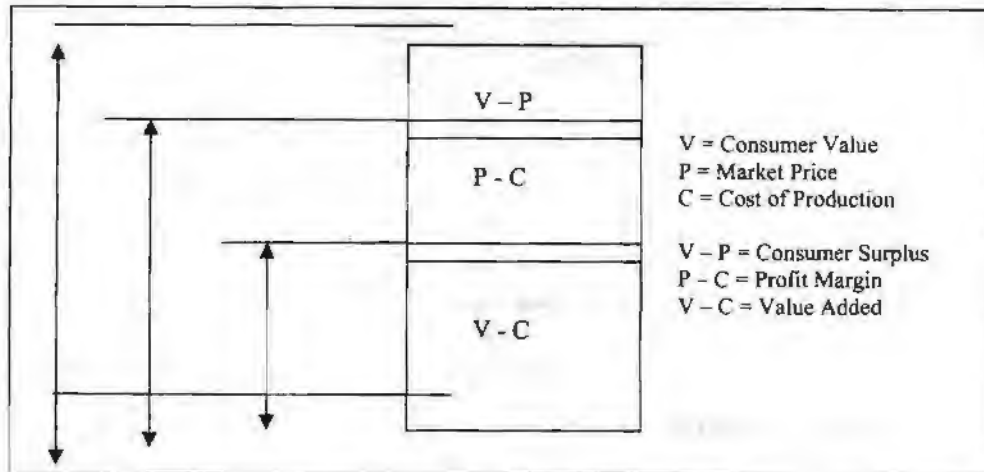 V – P
P - C
V - C
V = Consumer Value
P = Market Price
C = Cost of Production
V – P = Consumer Surplus
P – C = Profit Margin
V – C = Value Added